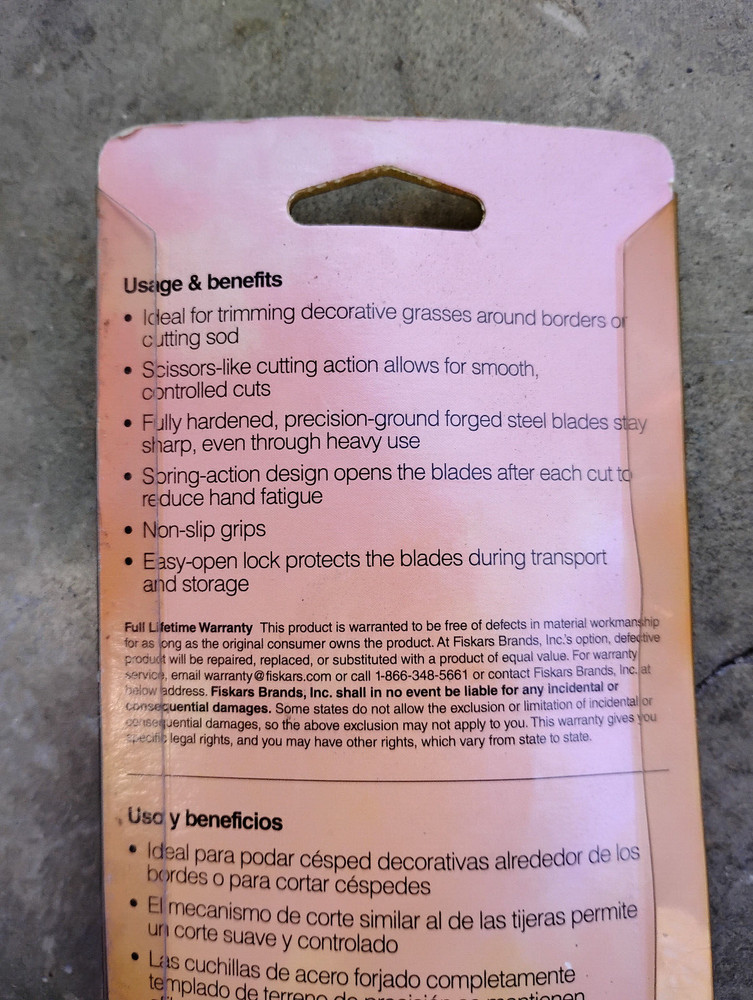 Usage & benefits
• Ideal for trimming decorative grasses around borders or
cutting sod
• Scissors-like cutting action allows for smooth,
controlled cuts
• Fully hardened, precision-ground forged steel blades stay
sharp, even through heavy use
• Spring-action design opens the blades after each cut to
reduce hand fatigue
• Non-slip grips
• Easy-open lock protects the blades during transport
and storage
Full Lifetime Warranty This product is warranted to be free of defects in material workmanship
for as long as the original consumer owns the product. At Fiskars Brands, Inc.'s option, defective
product will be repaired, replaced, or substituted with a product of equal value. For warranty
service, email warranty@fiskars.com or call 1-866-348-5661 or contact Fiskars Brands, Inc. at
below address. Fiskars Brands, Inc. shall in no event be liable for any incidental or
consequential damages. Some states do not allow the exclusion or limitation of incidental or
consequential damages, so the above exclusion may not apply to you. This warranty gives you
specific legal rights, and you may have other rights, which vary from state to state.
Uso y beneficios
• Ideal para podar césped decorativas alrededor de los
bordes o para cortar céspedes
• El mecanismo de corte similar al de las tijeras permite
un corte suave y controlado
• Las cuchillas de acero forjado completamente
templado de terreno de precisión se mantienen